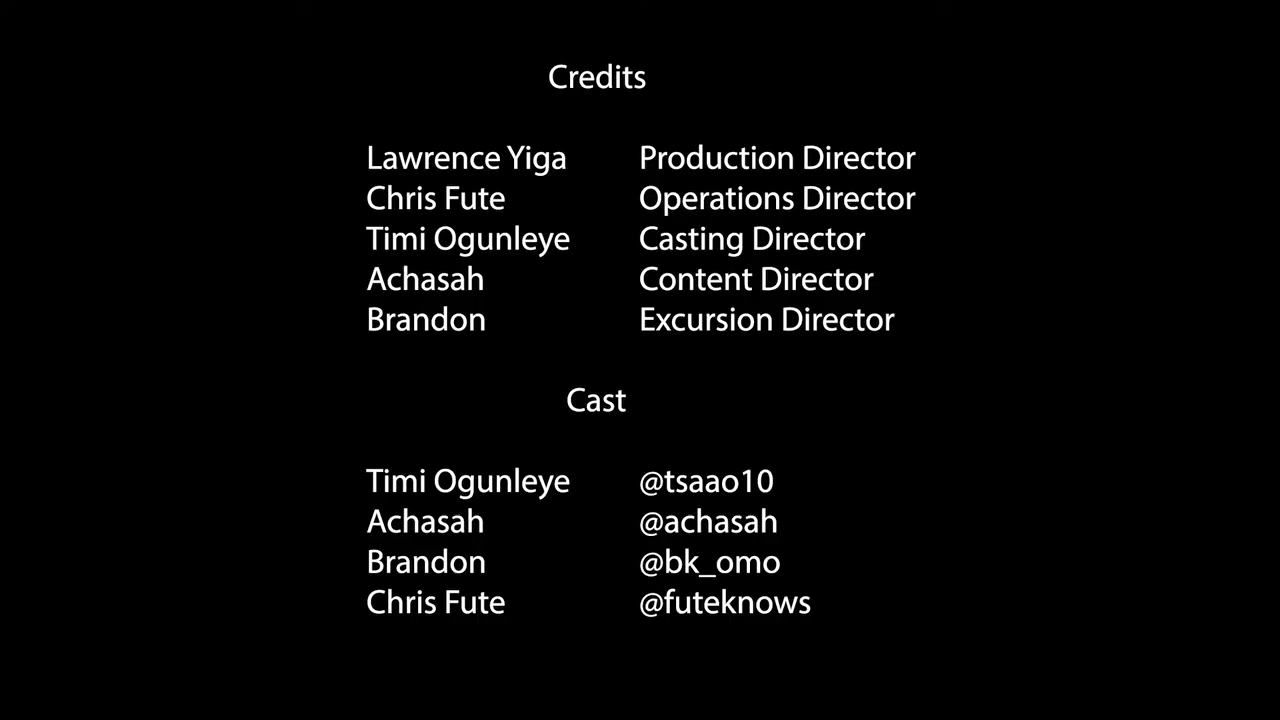 Credits
Lawrence Yiga Production Director
Chris Fute Operations Director
Timi Ogunleye Casting Director
Achasah Content Director
Brandon Excursion Director
Cast
Timi Ogunleye @tsaao10
Achasah @achasah
Brandon @bk_omo
Chris Fute @futeknows